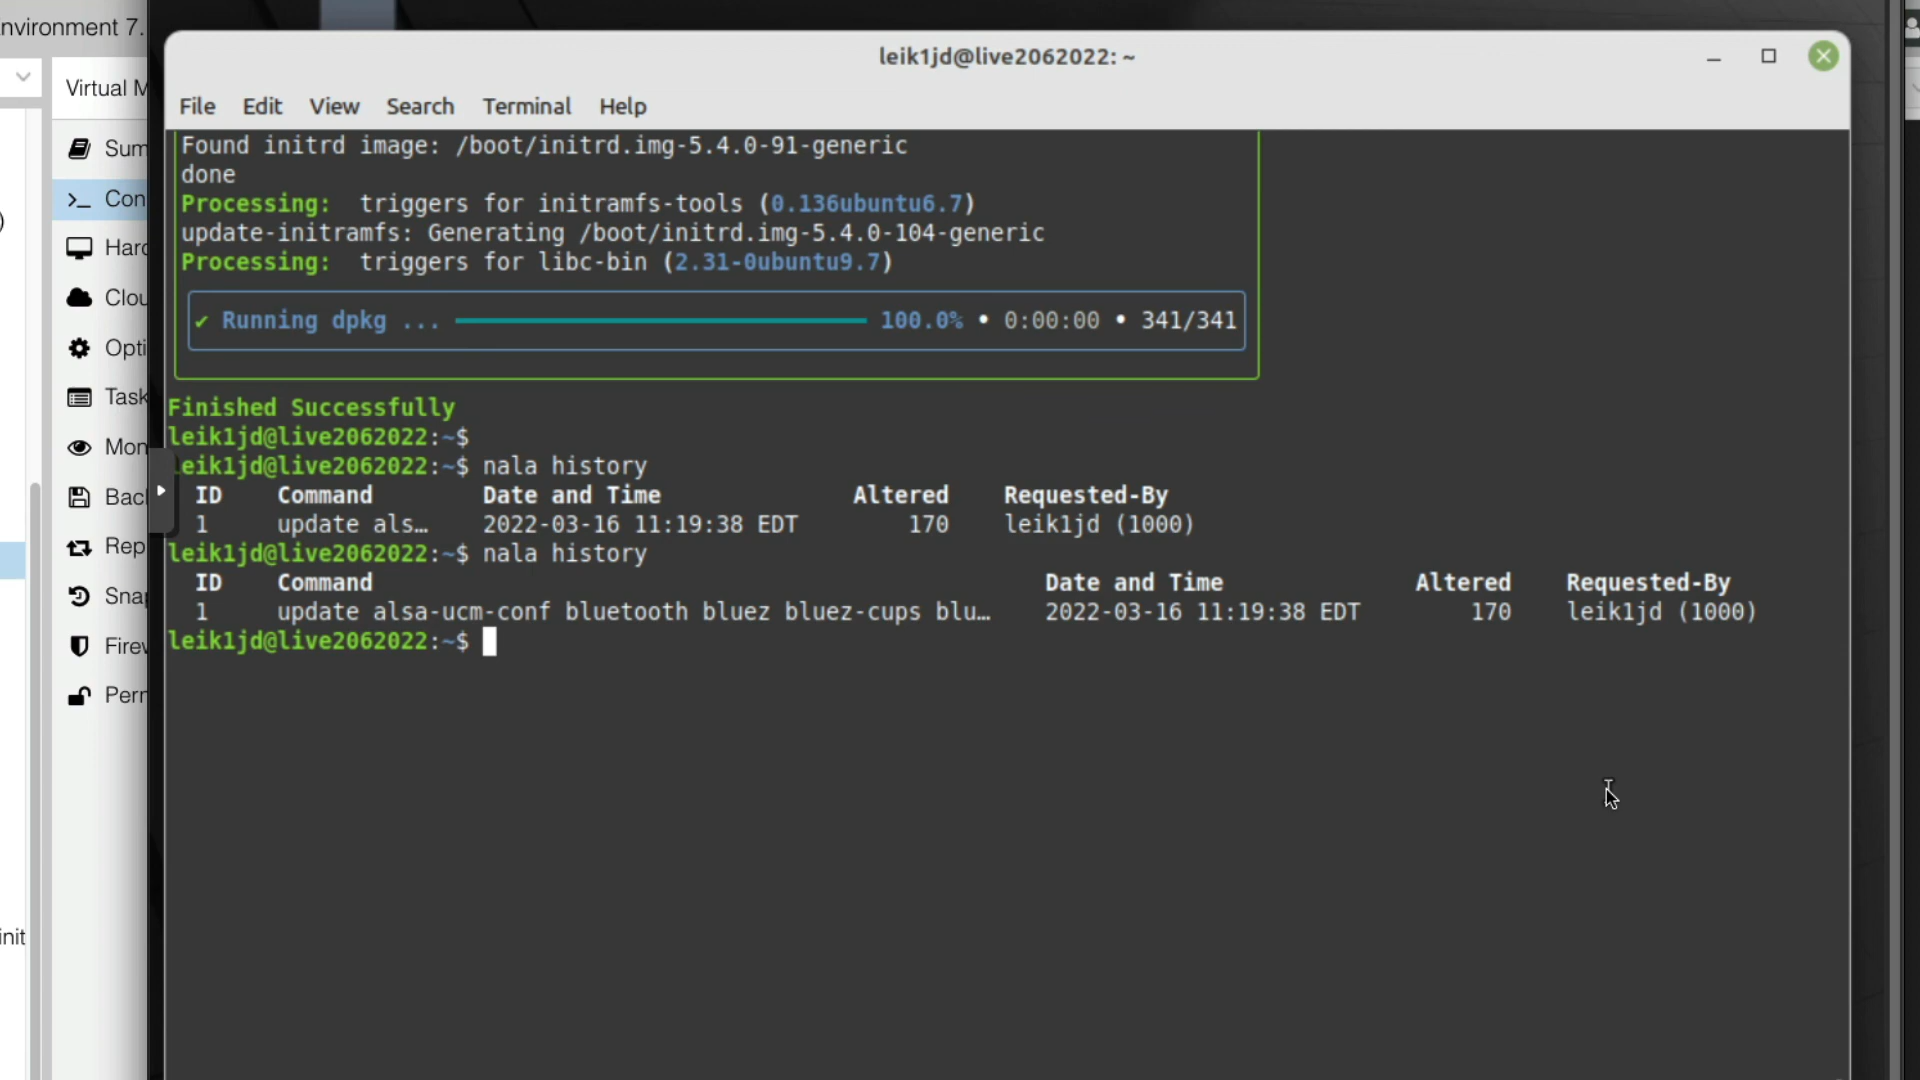 nvironment 7.
Virtual M
Sum
Con
Hard
Clou
Opti
Task
Mon
Back
Rep
Snap
Firew
Perm
init
)
leik1jd@live2062022: ~
File Edit View Search Terminal Help
Found initrd image: /boot/initrd.img-5.4.0-91-generic
done
Processing: triggers for initramfs-tools (0.136ubuntu6.7)
update-initramfs: Generating /boot/initrd.img-5.4.0-104-generic
Processing: triggers for libc-bin (2.31-0ubuntu9.7)
✔ Running dpkg ... 100.0% • 0:00:00 • 341/341
Finished Successfully
leik1jd@live2062022:~$
leik1jd@live2062022:~$ nala history
ID Command Date and Time Altered Requested-By
1 update als… 2022-03-16 11:19:38 EDT 170 leik1jd (1000)
leik1jd@live2062022:~$ nala history
ID Command Date and Time Altered Requested-By
1 update alsa-ucm-conf bluetooth bluez bluez-cups blu… 2022-03-16 11:19:38 EDT 170 leik1jd (1000)
leik1jd@live2062022:~$